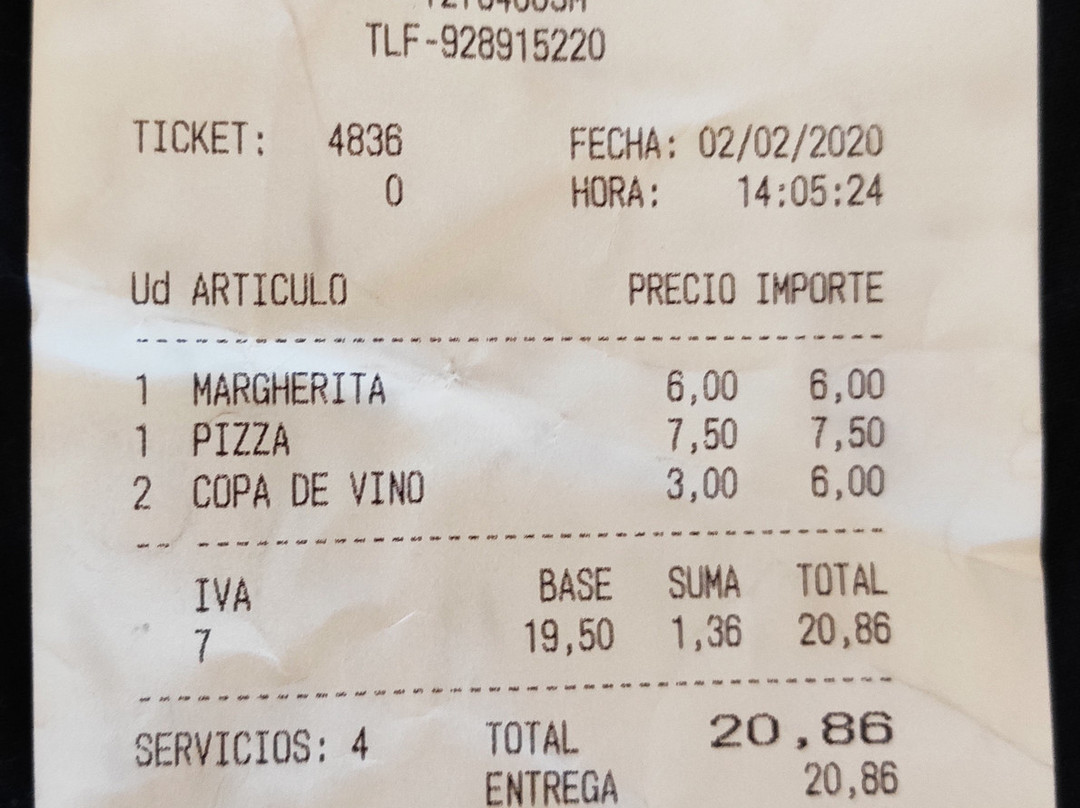 TLF-928915220
TICKET: 4836 FECHA: 02/02/2020
0 HORA: 14:05:24
Ud ARTICULO PRECIO IMPORTE
1 MARGHERITA 6,00 6,00
1 PIZZA 7,50 7,50
2 COPA DE VINO 3,00 6,00
IVA BASE SUMA TOTAL
7 19,50 1,36 20,86
SERVICIOS: 4 TOTAL 20,86
ENTREGA 20,86